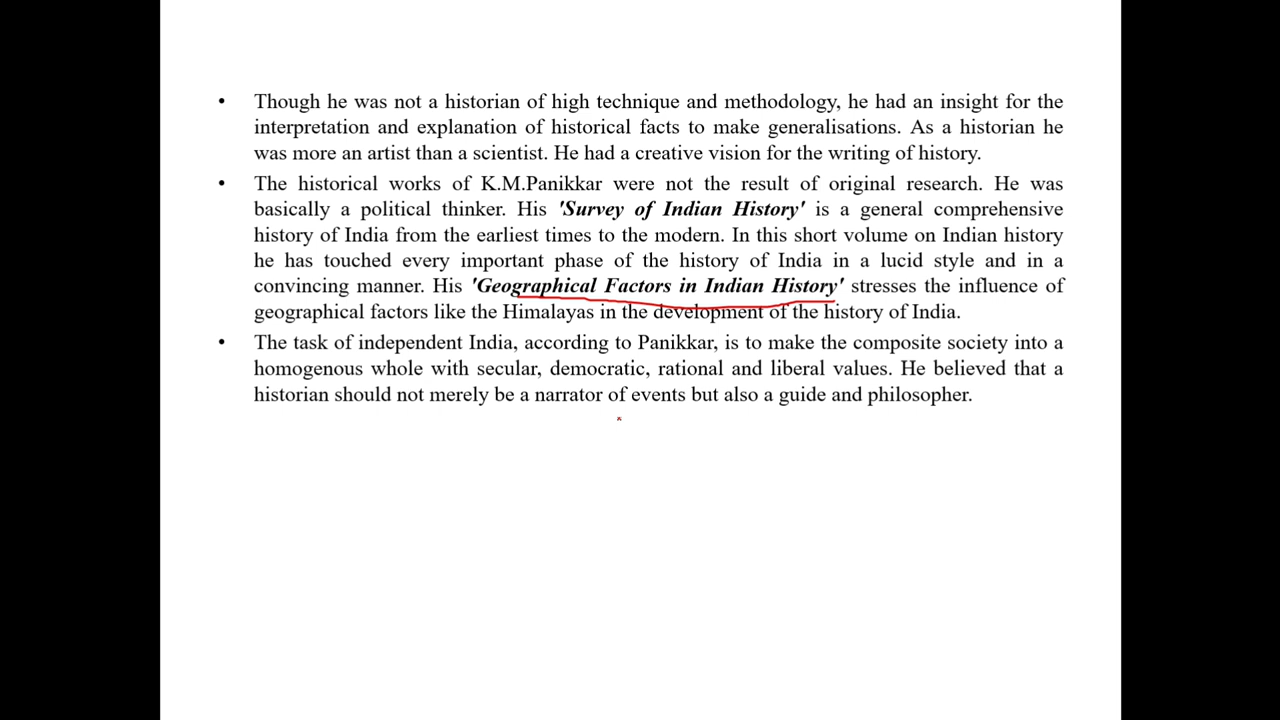 • Though he was not a historian of high technique and methodology, he had an insight for the
interpretation and explanation of historical facts to make generalisations. As a historian he
was more an artist than a scientist. He had a creative vision for the writing of history.
• The historical works of K.M.Panikkar were not the result of original research. He was
basically a political thinker. His 'Survey of Indian History' is a general comprehensive
history of India from the earliest times to the modern. In this short volume on Indian history
he has touched every important phase of the history of India in a lucid style and in a
convincing manner. His 'Geographical Factors in Indian History' stresses the influence of
geographical factors like the Himalayas in the development of the history of India.
• The task of independent India, according to Panikkar, is to make the composite society into a
homogenous whole with secular, democratic, rational and liberal values. He believed that a
historian should not merely be a narrator of events but also a guide and philosopher.